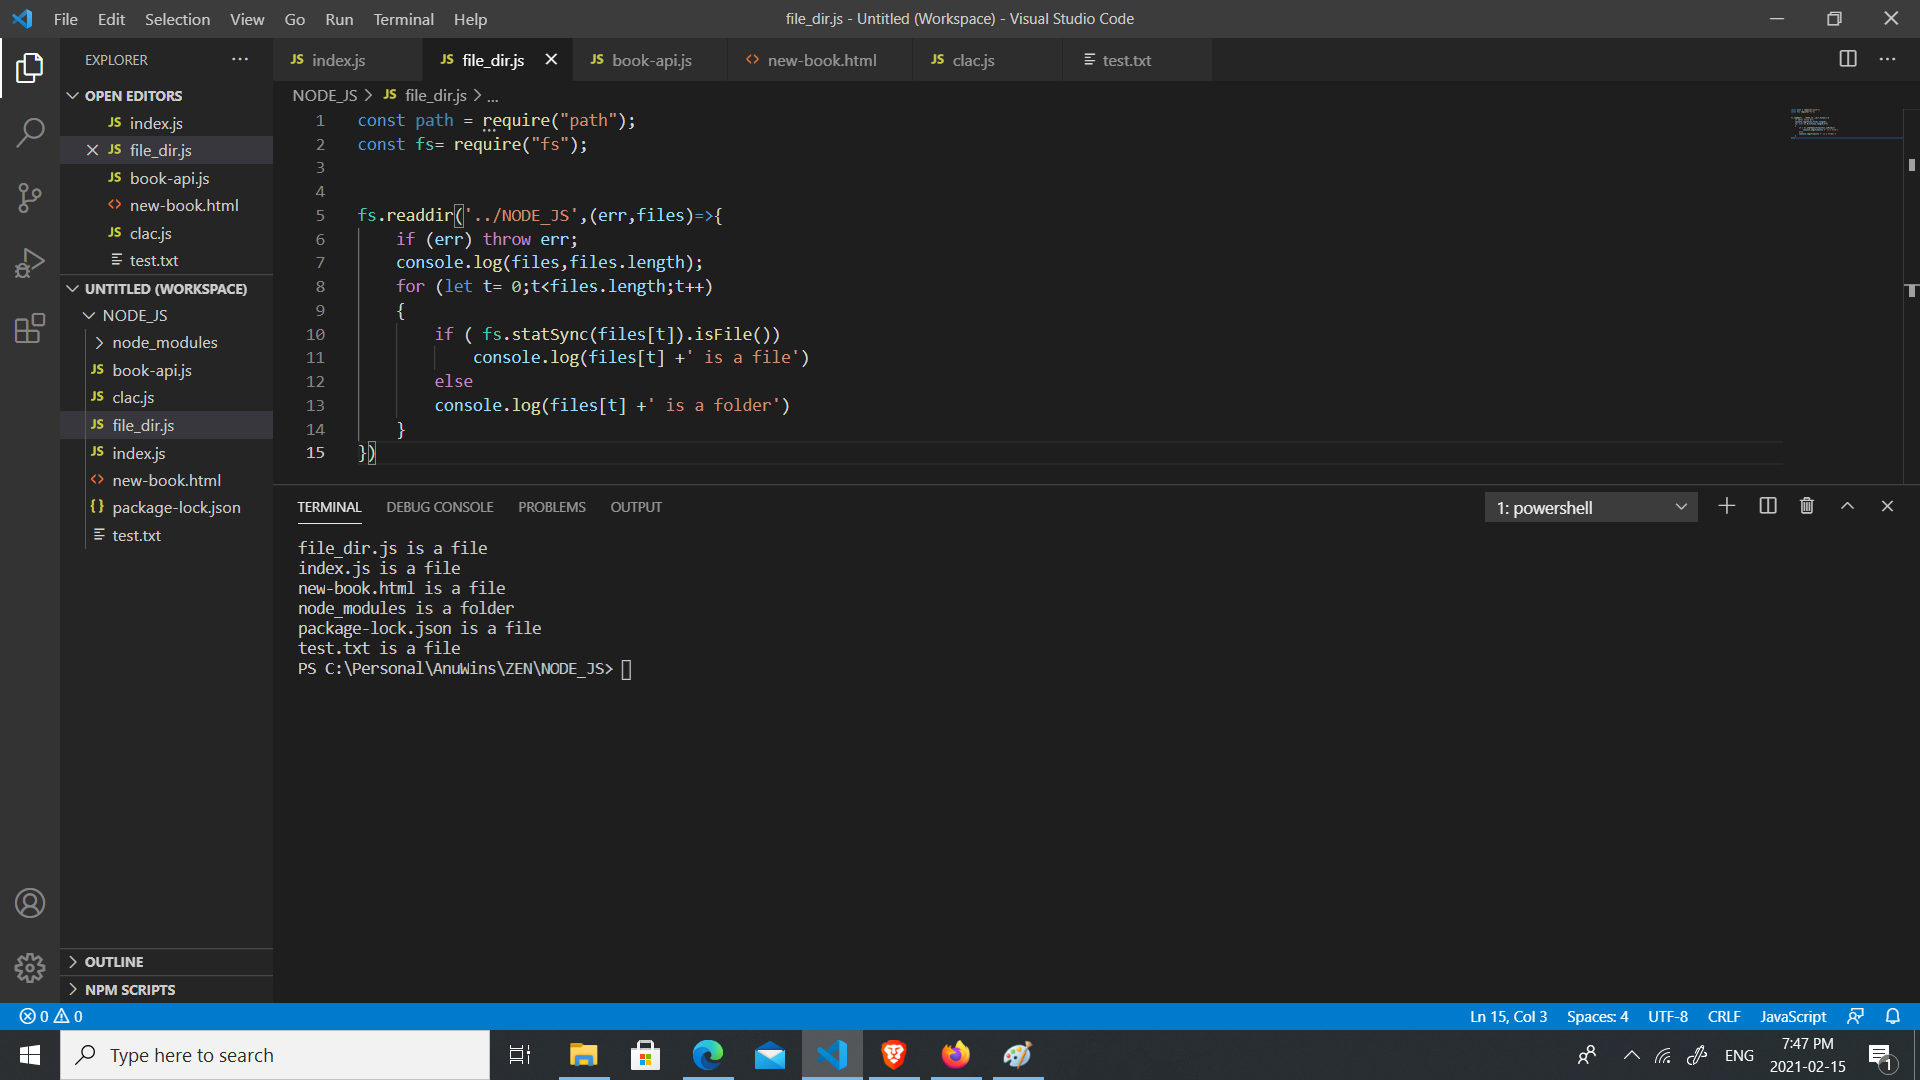 File Edit Selection View Go Run Terminal Help
file_dir.js - Untitled (Workspace) - Visual Studio Code
EXPLORER
OPEN EDITORS
JS index.js
JS file_dir.js
JS book-api.js
<> new-book.html
JS clac.js
test.txt
UNTITLED (WORKSPACE)
NODE_JS
node_modules
JS book-api.js
JS clac.js
JS file_dir.js
JS index.js
<> new-book.html
{} package-lock.json
test.txt
OUTLINE
NPM SCRIPTS
JS index.js JS file_dir.js JS book-api.js <> new-book.html JS clac.js test.txt
NODE_JS > JS file_dir.js > ...
1 const path = require("path");
2 const fs= require("fs");
3
4
5 fs.readdir('../NODE_JS',(err,files)=>{
6 if (err) throw err;
7 console.log(files,files.length);
8 for (let t= 0;t<files.length;t++)
9 {
10 if ( fs.statSync(files[t]).isFile())
11 console.log(files[t] +' is a file')
12 else
13 console.log(files[t] +' is a folder')
14 }
15 })
TERMINAL DEBUG CONSOLE PROBLEMS OUTPUT
1: powershell
file_dir.js is a file
index.js is a file
new-book.html is a file
node_modules is a folder
package-lock.json is a file
test.txt is a file
PS C:\Personal\AnuWins\ZEN\NODE_JS>
0 0
Ln 15, Col 3 Spaces: 4 UTF-8 CRLF JavaScript
Type here to search
ENG
7:47 PM
2021-02-15
1